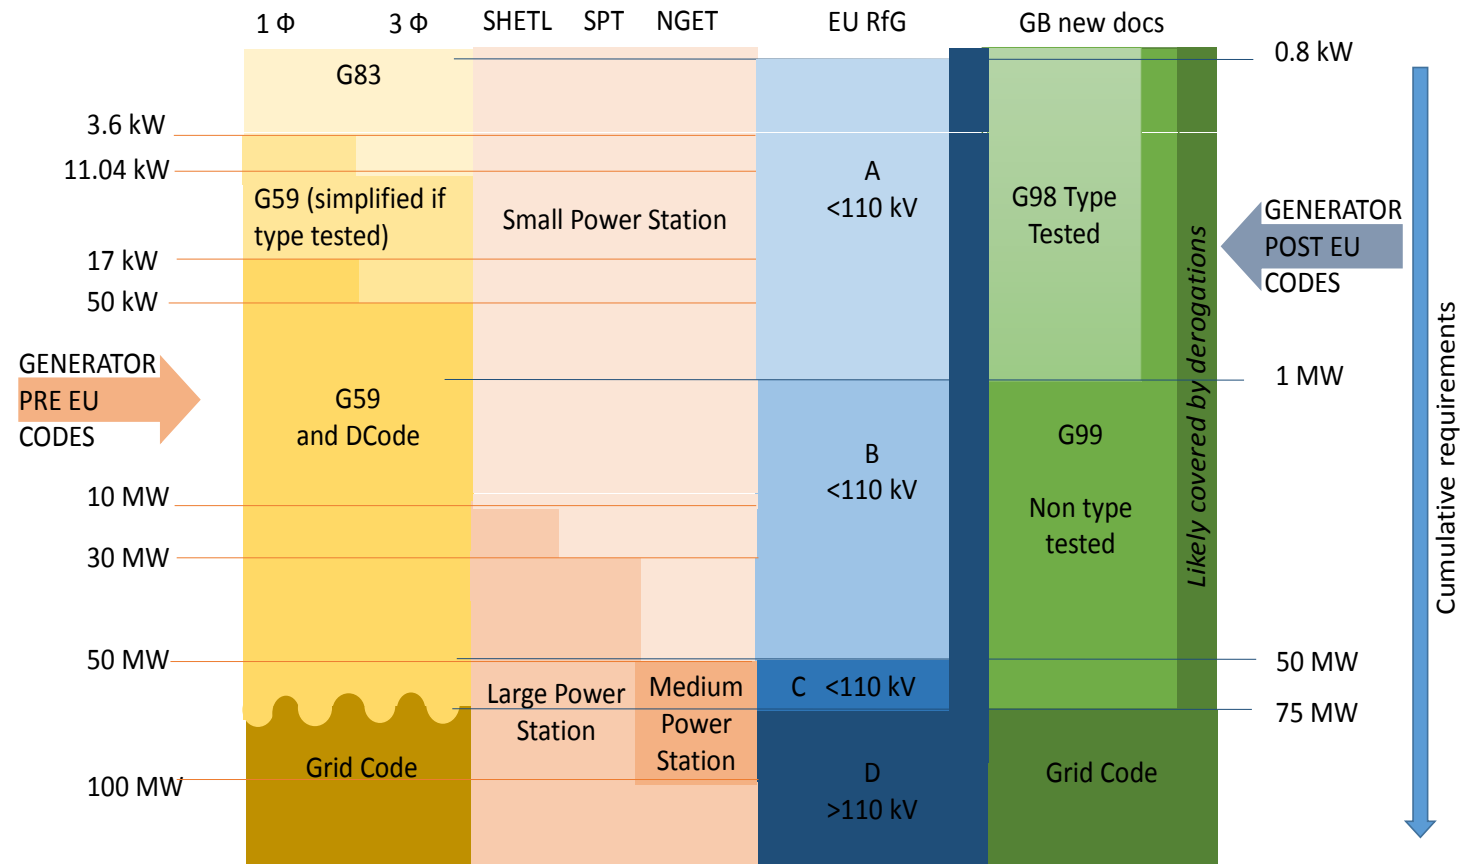 1 Φ
3 Φ
SHETL
SPT
NGET
EU RfG
GB new docs
0.8 kW
G83
3.6 kW
11.04 kW
G59 (simplified if
type tested)
Small Power Station
A
<110 kV
G98 Type
Tested
GENERATOR
POST EU
CODES
17 kW
50 kW
Likely covered by derogations
Cumulative requirements
GENERATOR
PRE EU
CODES
G59
and DCode
1 MW
B
<110 kV
G99
Non type
tested
10 MW
30 MW
50 MW
50 MW
Large Power
Station
Medium
Power
Station
C <110 kV
75 MW
Grid Code
D
>110 kV
Grid Code
100 MW